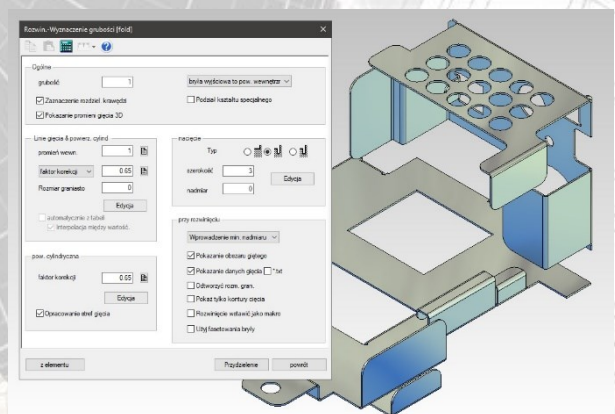 Rozwin.-Wyznaczenie grubości [fold]
Ogólne
grubość 1
bryła wyjściowa to pow. wewnętrz
Zaznaczenie rozdziel. krawędzi
Podział kształtu specjalnego
Pokazanie promieni gięcia 3D
Linie gięcia & powierz. cylind
promień wewn. 1
faktor korekcji 0.65
Rozmiar graniasto 0
Edycja
automatycznie z tabeli
Interpolacja między wartość.
nacięcie
Typ
szerokość 3
Edycja
nadmiar 0
pow. cylindryczna
faktor korekcji 0.65
Edycja
Opracowanie stref gięcia
przy rozwinięciu
Wprowadzenie min. nadmiaru
Pokazanie obszaru giętego
Pokazanie danych gięcia *.txt
Odtworzyć rozm. gran.
Pokaż tylko kontury cięcia
Rozwinięcie wstawić jako makro
Użyj fasetowania bryły
z elementu
Przydzielenie
powrót